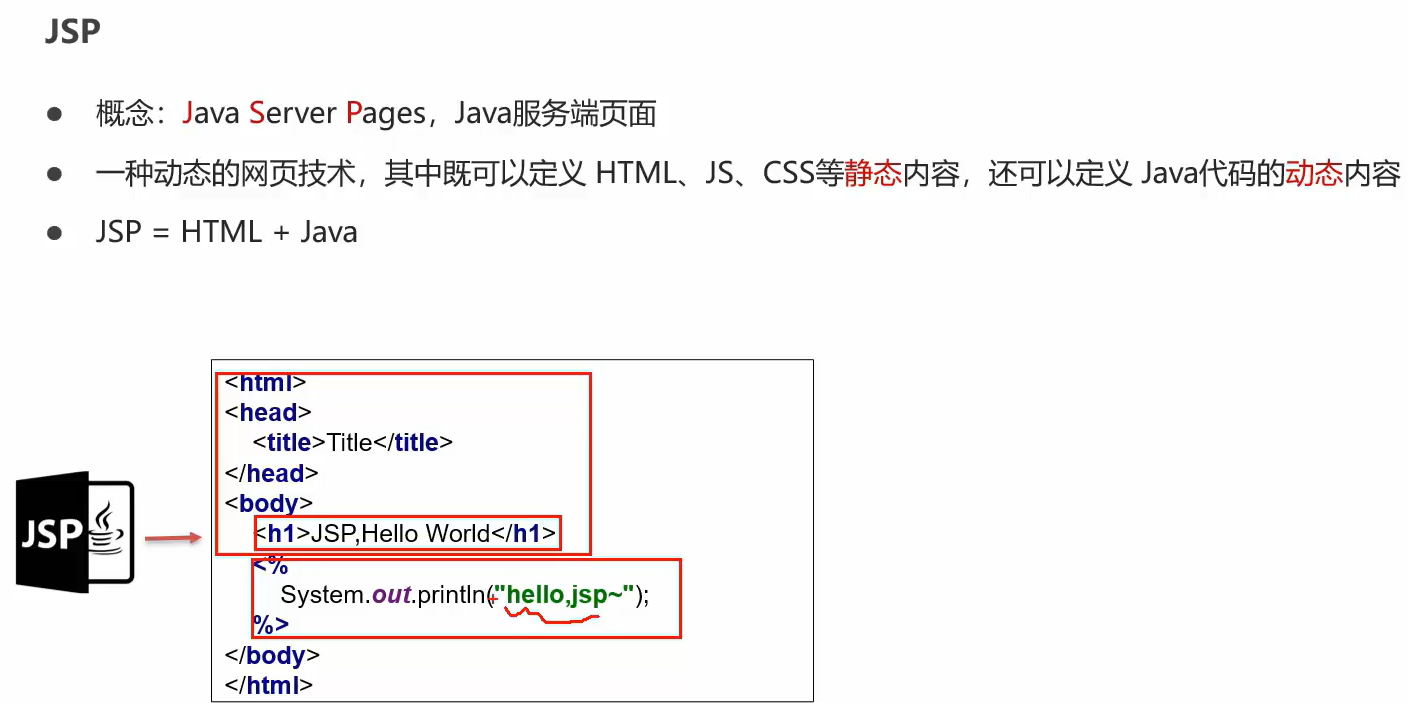 JSP
● 概念：Java Server Pages，Java服务端页面
● 一种动态的网页技术，其中既可以定义 HTML、JS、CSS等静态内容，还可以定义 Java代码的动态内容
● JSP = HTML + Java
<html>
<head>
<title>Title</title>
</head>
<body>
<h1>JSP,Hello World</h1>
<%
System.out.println("hello,jsp~");
%>
</body>
</html>
JSP